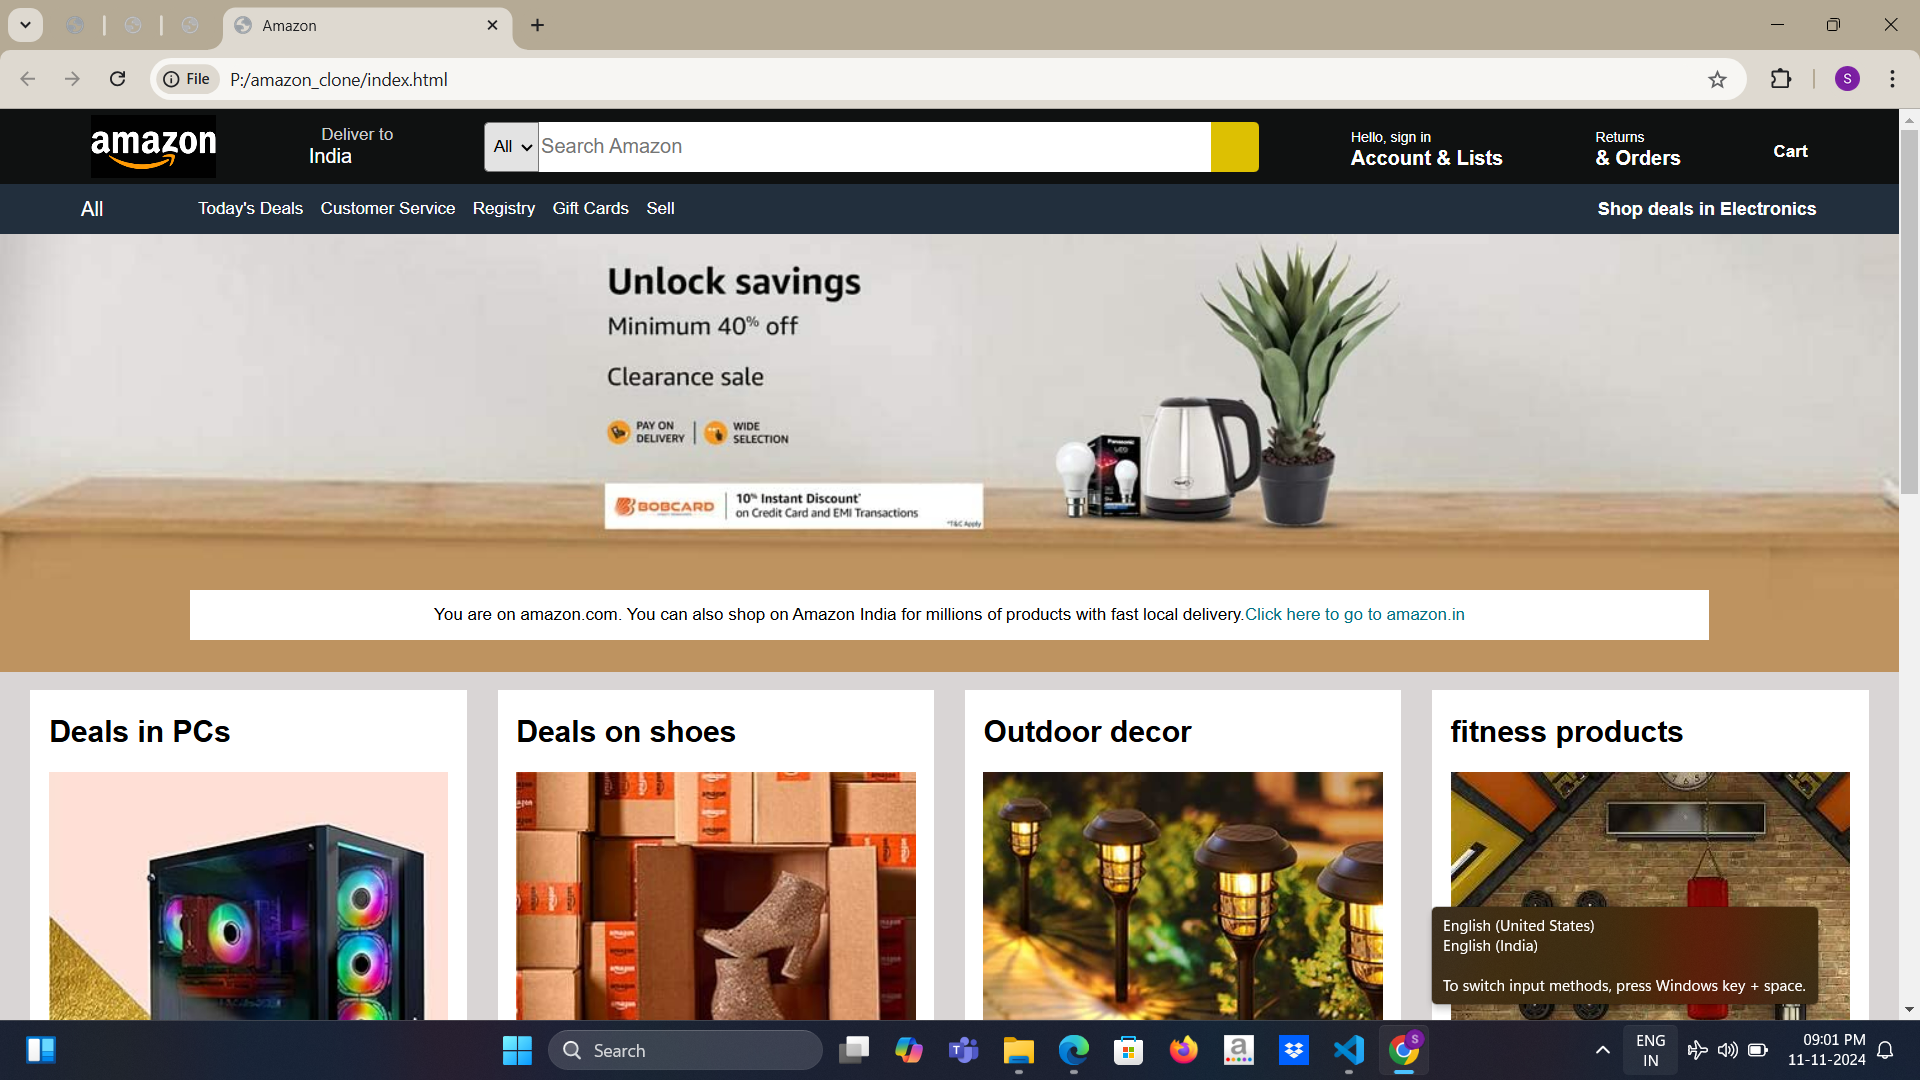 Amazon
File
P:/amazon_clone/index.html
S
amazon
Deliver to
India
All
Search Amazon
Hello, sign in
Account & Lists
Returns
& Orders
Cart
All
Today's Deals
Customer Service
Registry
Gift Cards
Sell
Shop deals in Electronics
Unlock savings
Minimum 40% off
Clearance sale
PAY ON
DELIVERY
WIDE
SELECTION
BOBCARD
10% Instant Discount*
on Credit Card and EMI Transactions
*T&C Apply
Panasonic
LED
You are on amazon.com. You can also shop on Amazon India for millions of products with fast local delivery.Click here to go to amazon.in
Deals in PCs
Deals on shoes
Outdoor decor
fitness products
English (United States)
English (India)
To switch input methods, press Windows key + space.
Search
S
ENG
IN
09:01 PM
11-11-2024